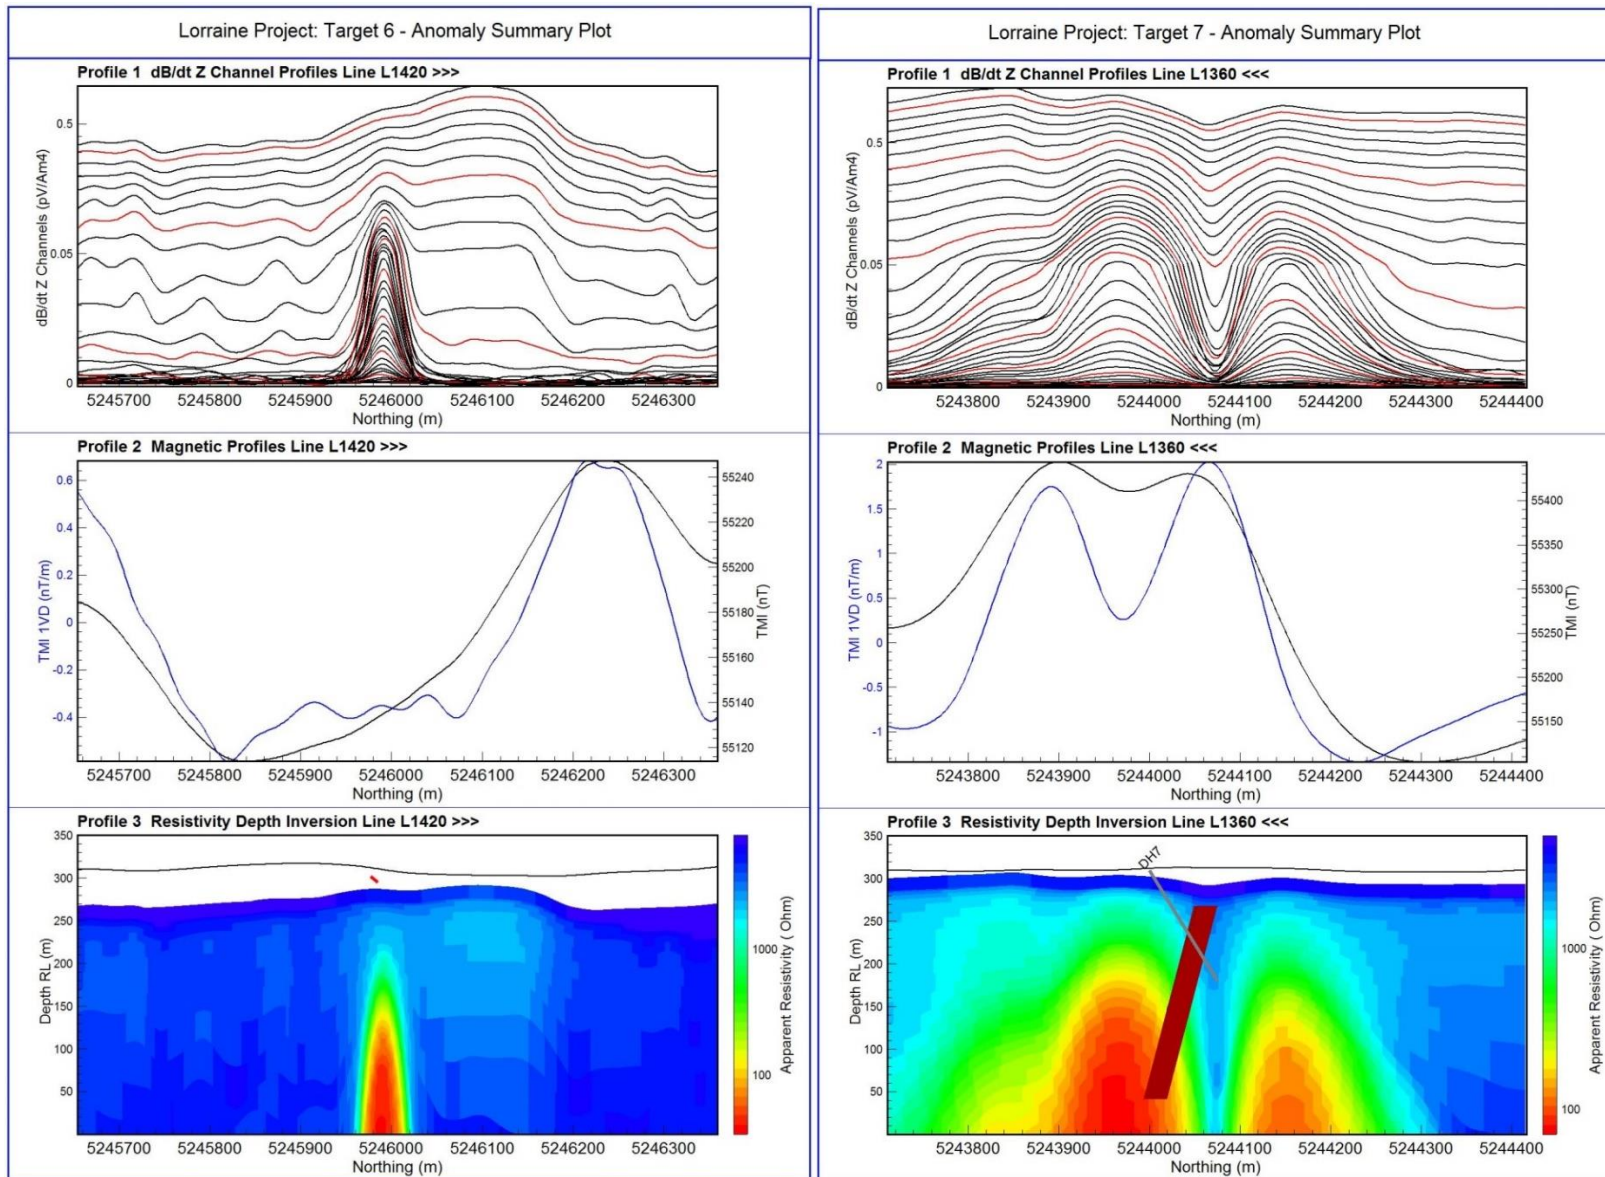 Lorraine Project: Target 6 - Anomaly Summary Plot
Profile 1 dB/dt Z Channel Profiles Line L1420 >>>
dB/dt Z Channels (pV/Am4)
0.5
0.05
0
5245700 5245800 5245900 5246000 5246100 5246200 5246300
Northing (m)
Profile 2 Magnetic Profiles Line L1420 >>>
TMI 1VD (nT/m)
0.6
0.4
0.2
0
-0.2
-0.4
55240
55220
55200
55180
55160
55140
55120
TMI (nT)
5245700 5245800 5245900 5246000 5246100 5246200 5246300
Northing (m)
Profile 3 Resistivity Depth Inversion Line L1420 >>>
Depth RL (m)
350
300
250
200
150
100
50
1000
100
Apparent Resistivity ( Ohm)
5245700 5245800 5245900 5246000 5246100 5246200 5246300
Northing (m)
Lorraine Project: Target 7 - Anomaly Summary Plot
Profile 1 dB/dt Z Channel Profiles Line L1360 <<<
dB/dt Z Channels (pV/Am4)
0.5
0.05
0
5243800 5243900 5244000 5244100 5244200 5244300 5244400
Northing (m)
Profile 2 Magnetic Profiles Line L1360 <<<
TMI 1VD (nT/m)
2
1.5
1
0.5
0
-0.5
-1
55400
55350
55300
55250
55200
55150
TMI (nT)
5243800 5243900 5244000 5244100 5244200 5244300 5244400
Northing (m)
Profile 3 Resistivity Depth Inversion Line L1360 <<<
Depth RL (m)
350
300
250
200
150
100
50
DH7
1000
100
Apparent Resistivity ( Ohm)
5243800 5243900 5244000 5244100 5244200 5244300 5244400
Northing (m)